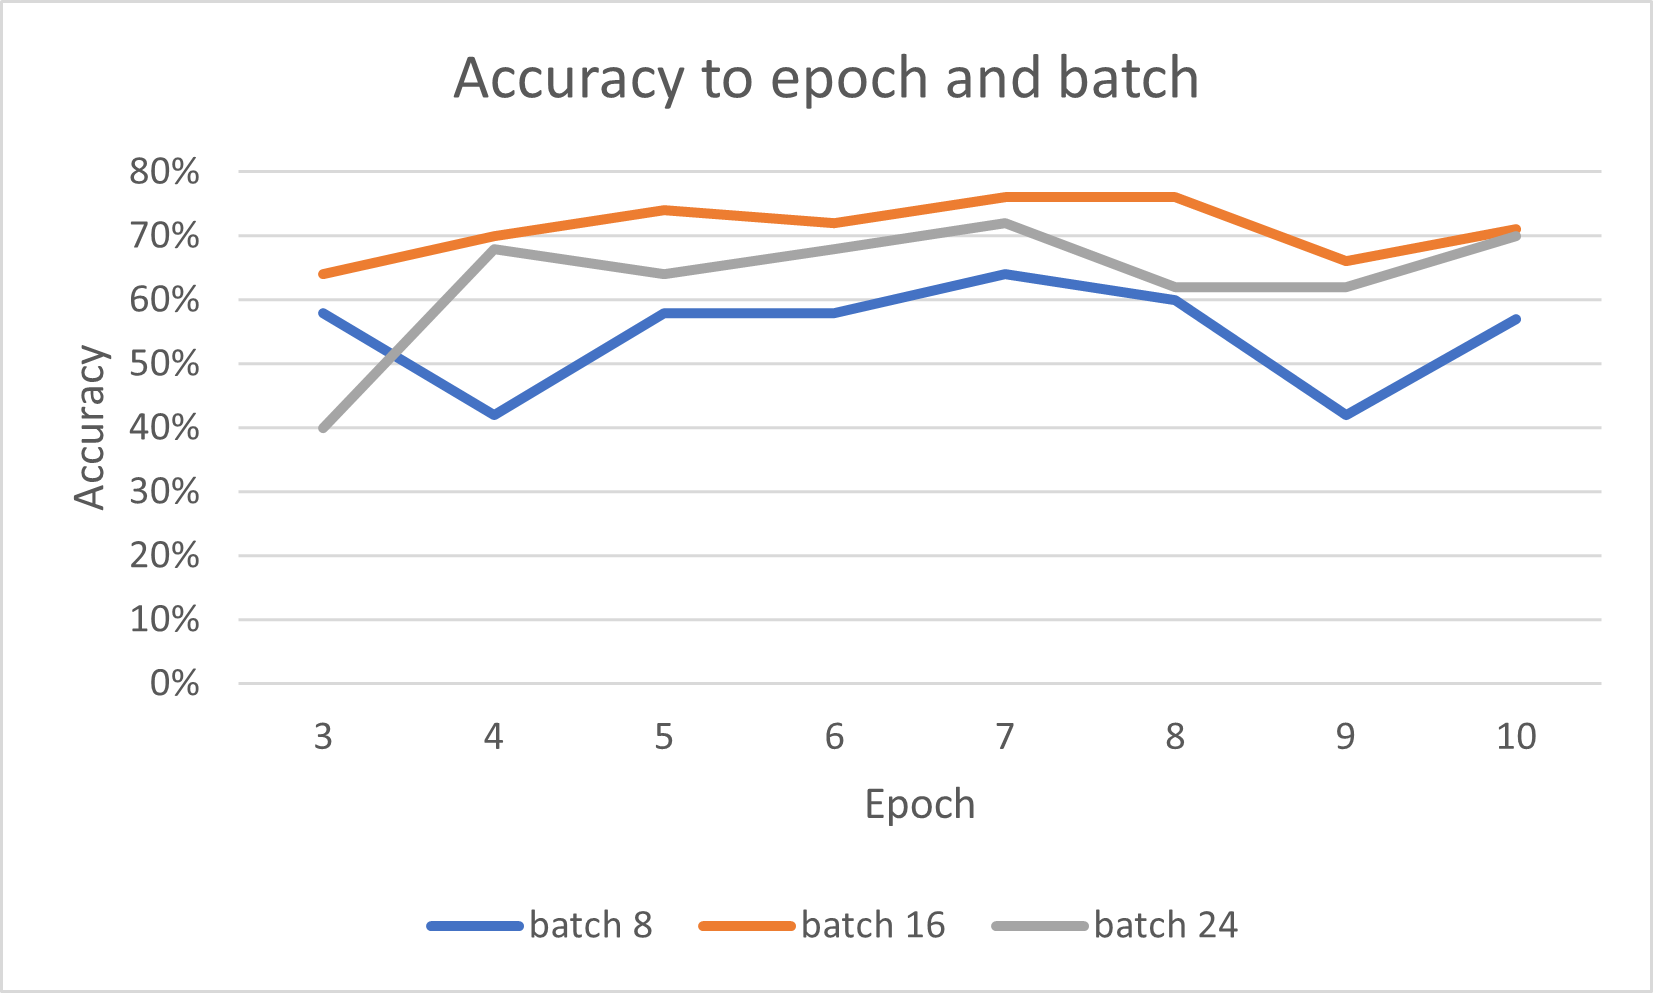 Accuracy to epoch and batch
80%
70%
60%
50%
40%
30%
20%
10%
0%
Accuracy
3 4 5 6 7 8 9 10
Epoch
batch 8 batch 16 batch 24